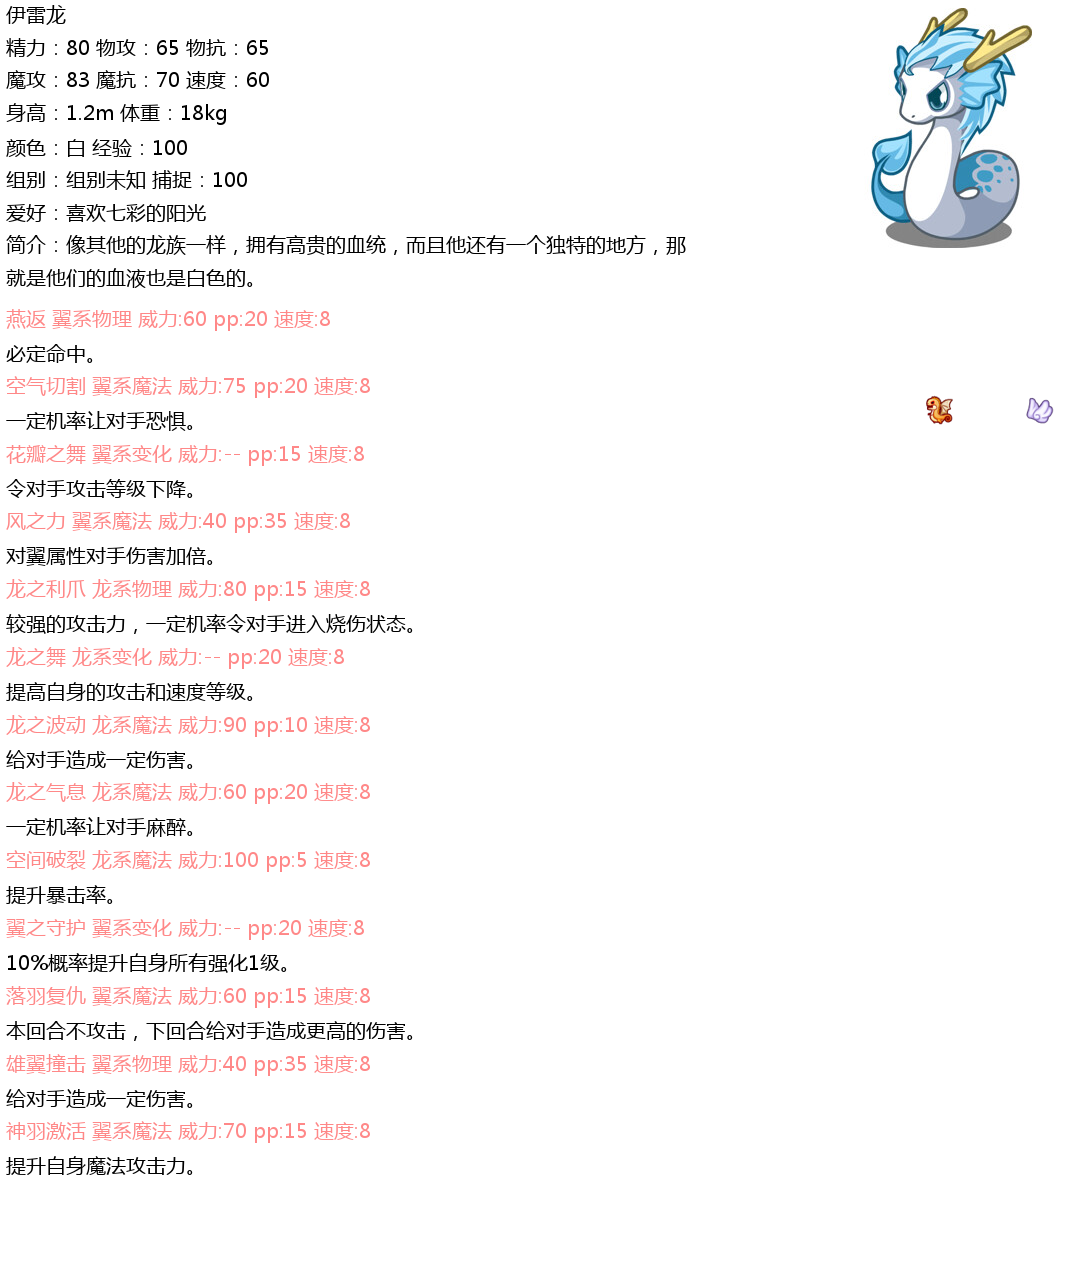 伊雷龙
精力：80 物攻：65 物抗：65
魔攻：83 魔抗：70 速度：60
身高：1.2m 体重：18kg
颜色：白 经验：100
组别：组别未知 捕捉：100
爱好：喜欢七彩的阳光
简介：像其他的龙族一样，拥有高贵的血统，而且他还有一个独特的地方，那
就是他们的血液也是白色的。
燕返 翼系物理 威力:60 pp:20 速度:8
必定命中。
空气切割 翼系魔法 威力:75 pp:20 速度:8
一定机率让对手恐惧。
花瓣之舞 翼系变化 威力:-- pp:15 速度:8
令对手攻击等级下降。
风之力 翼系魔法 威力:40 pp:35 速度:8
对翼属性对手伤害加倍。
龙之利爪 龙系物理 威力:80 pp:15 速度:8
较强的攻击力，一定机率令对手进入烧伤状态。
龙之舞 龙系变化 威力:-- pp:20 速度:8
提高自身的攻击和速度等级。
龙之波动 龙系魔法 威力:90 pp:10 速度:8
给对手造成一定伤害。
龙之气息 龙系魔法 威力:60 pp:20 速度:8
一定机率让对手麻醉。
空间破裂 龙系魔法 威力:100 pp:5 速度:8
提升暴击率。
翼之守护 翼系变化 威力:-- pp:20 速度:8
10%概率提升自身所有强化1级。
落羽复仇 翼系魔法 威力:60 pp:15 速度:8
本回合不攻击，下回合给对手造成更高的伤害。
雄翼撞击 翼系物理 威力:40 pp:35 速度:8
给对手造成一定伤害。
神羽激活 翼系魔法 威力:70 pp:15 速度:8
提升自身魔法攻击力。